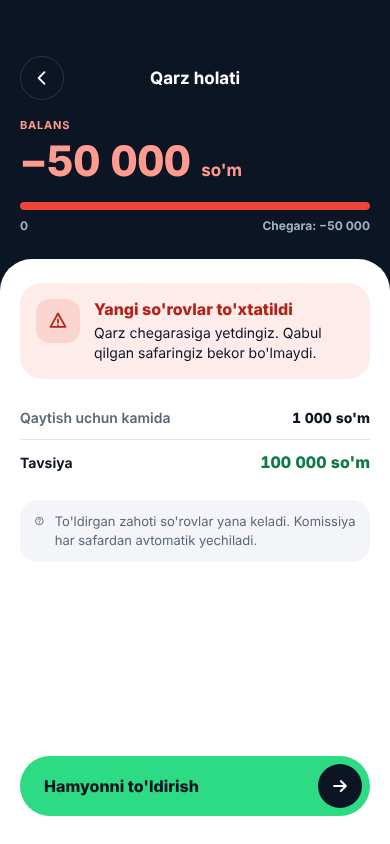 Qarz holati
BALANS
−50 000 so'm
0 Chegara: −50 000
Yangi so'rovlar to'xtatildi
Qarz chegarasiga yetdingiz. Qabul
qilgan safaringiz bekor bo'lmaydi.
Qaytish uchun kamida 1 000 so'm
Tavsiya 100 000 so'm
To'ldirgan zahoti so'rovlar yana keladi. Komissiya
har safardan avtomatik yechiladi.
Hamyonni to'ldirish